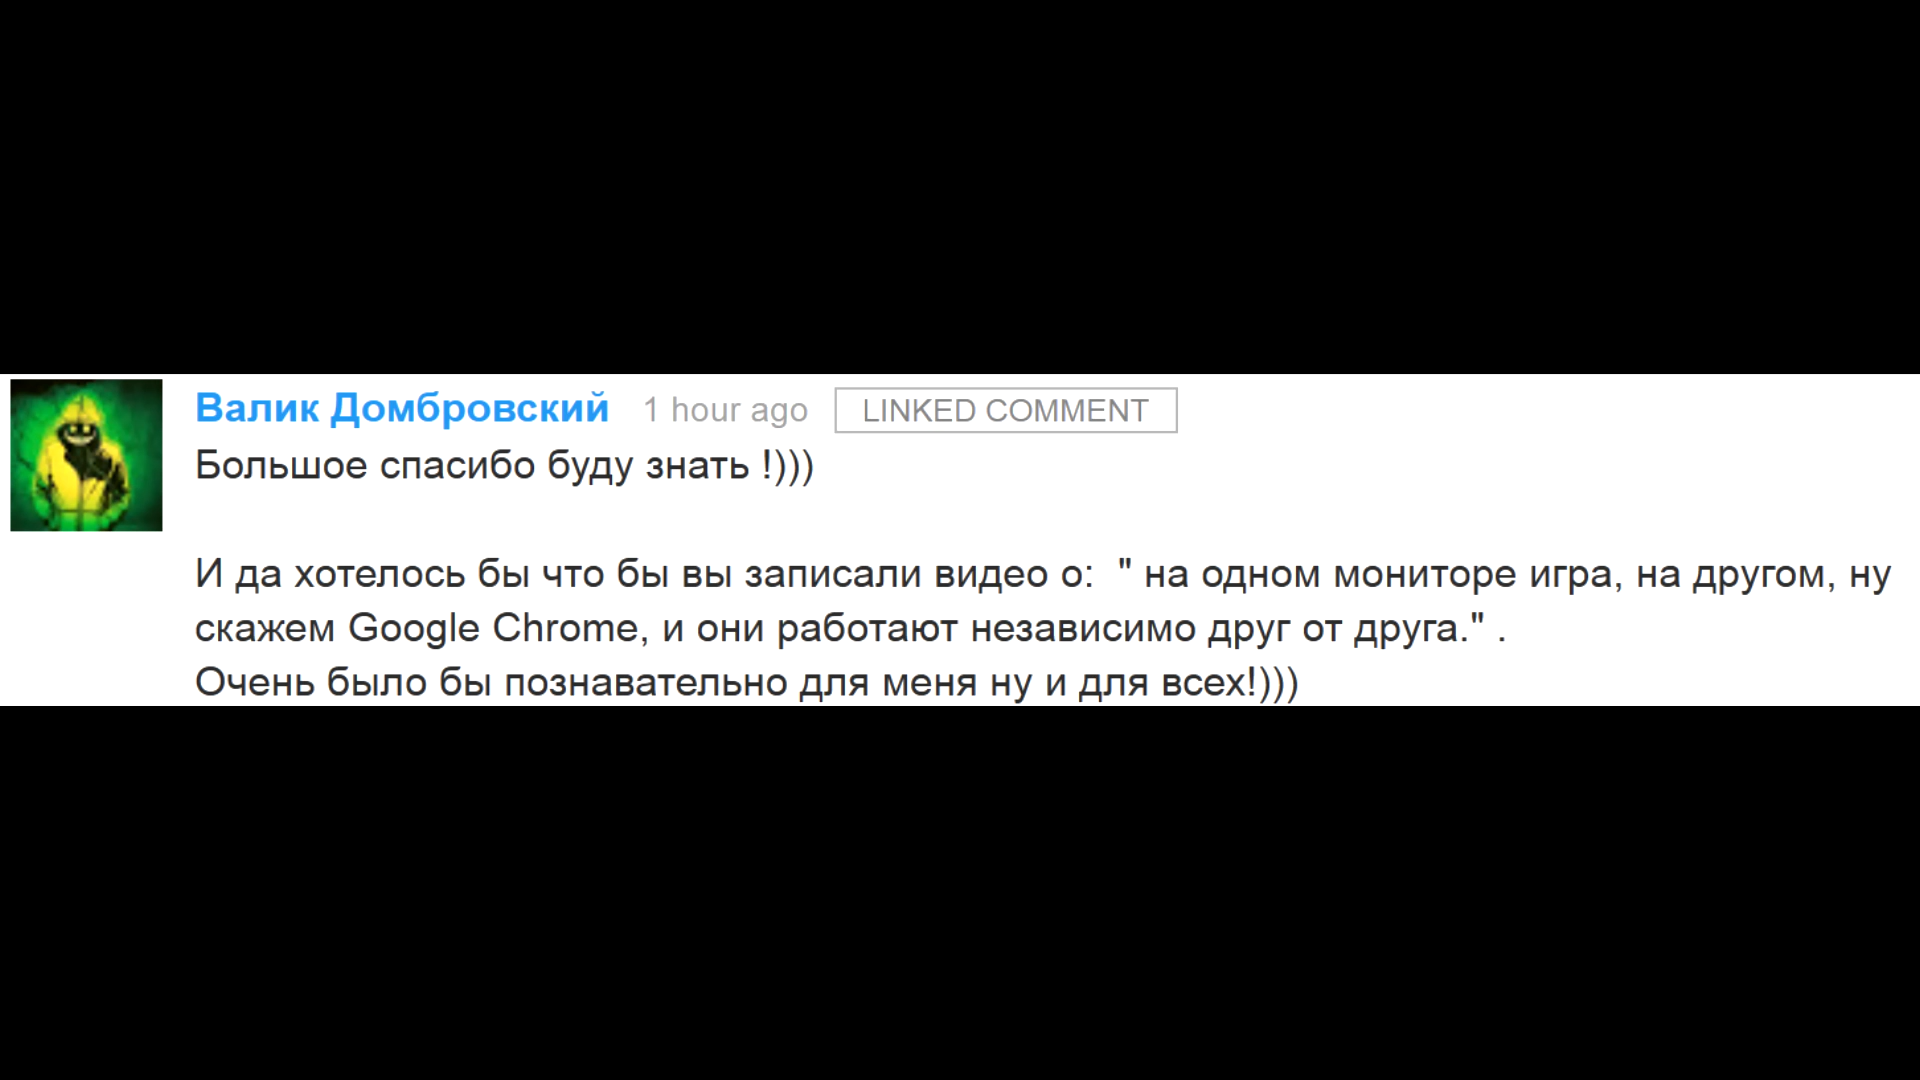 Валик Домбровский 1 hour ago LINKED COMMENT
Большое спасибо буду знать !)))
И да хотелось бы что бы вы записали видео о:  " на одном мониторе игра, на другом, ну
скажем Google Chrome, и они работают независимо друг от друга." .
Очень было бы познавательно для меня ну и для всех!)))